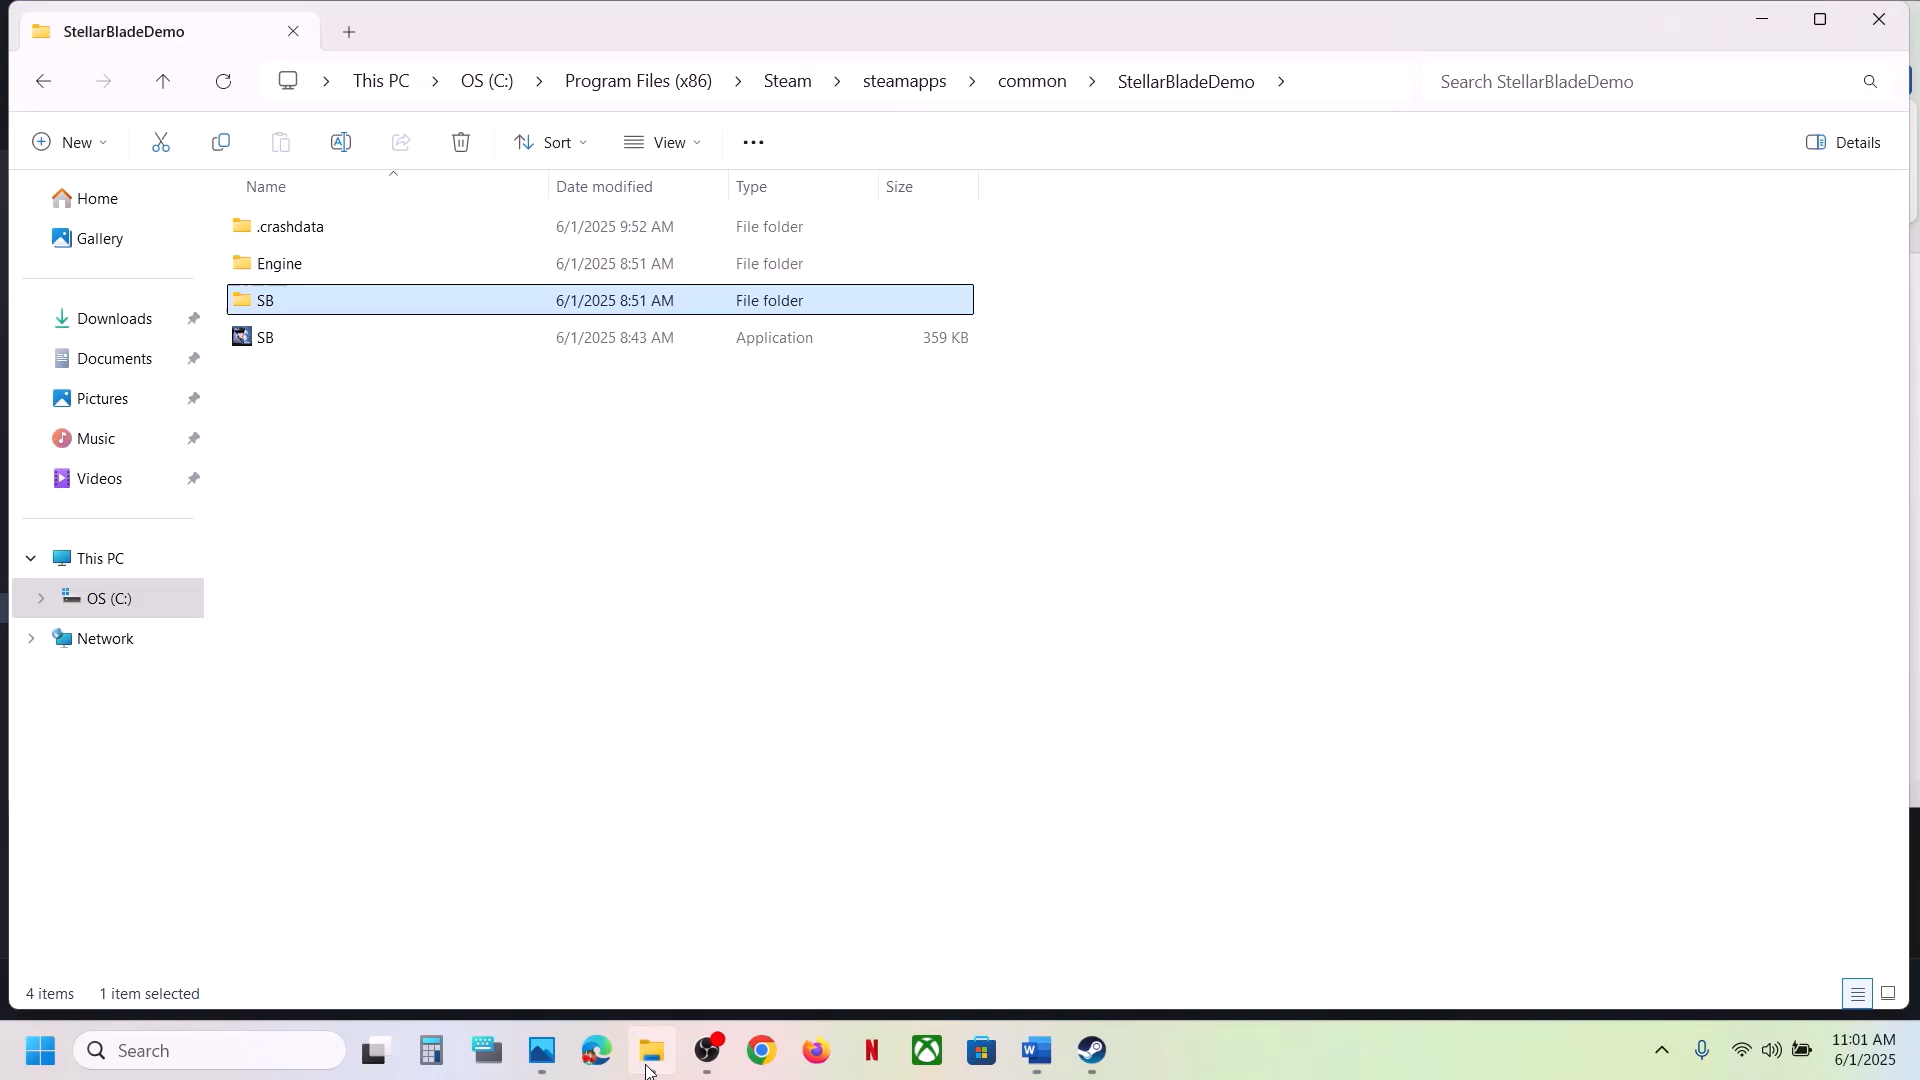 StellarBladeDemo
This PC > OS (C:) > Program Files (x86) > Steam > steamapps > common > StellarBladeDemo >
Search StellarBladeDemo
New
Sort
View
Details
Name Date modified Type Size
.crashdata 6/1/2025 9:52 AM File folder
Engine 6/1/2025 8:51 AM File folder
SB 6/1/2025 8:51 AM File folder
SB 6/1/2025 8:43 AM Application 359 KB
Home
Gallery
Downloads
Documents
Pictures
Music
Videos
This PC
OS (C:)
Network
4 items 1 item selected
Search
11:01 AM
6/1/2025